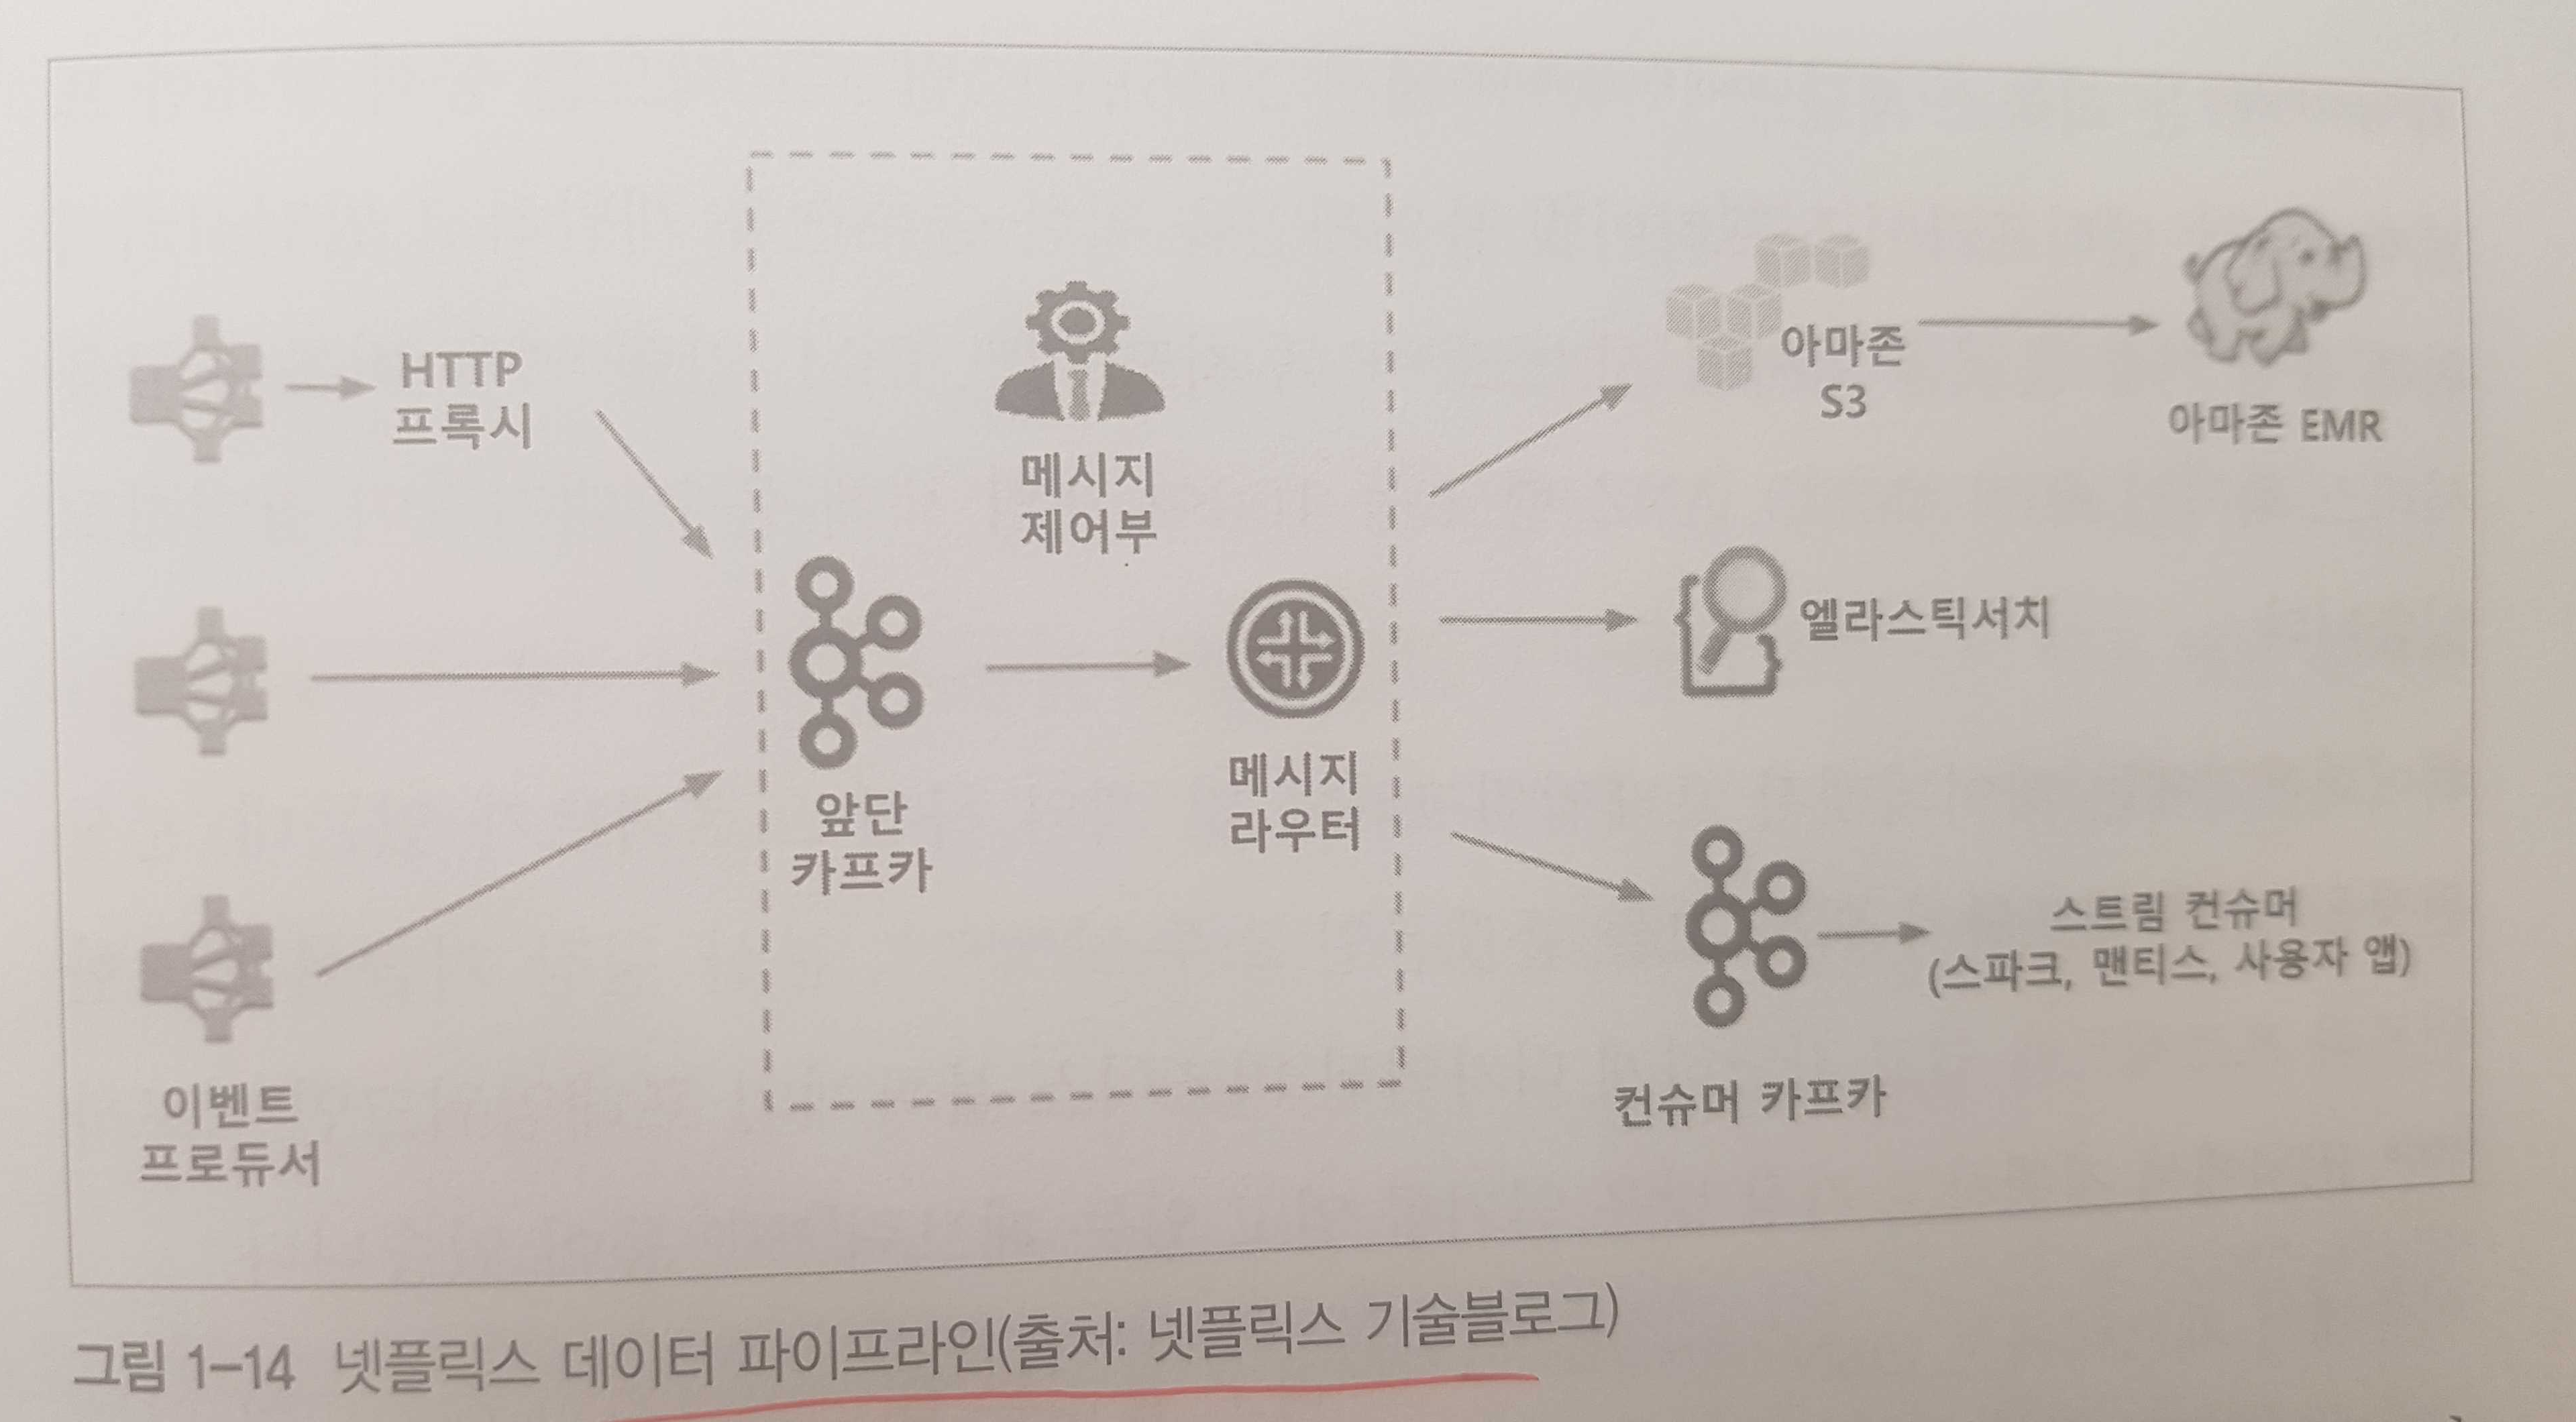 HTTP
프록시
메시지
제어부
아마존
S3
아마존 EMR
엘라스틱서치
앞단
카프카
메시지
라우터
스트림 컨슈머
(스파크, 맨티스, 사용자 앱)
컨슈머 카프카
이벤트
프로듀서
그림 1-14 넷플릭스 데이터 파이프라인(출처: 넷플릭스 기술블로그)